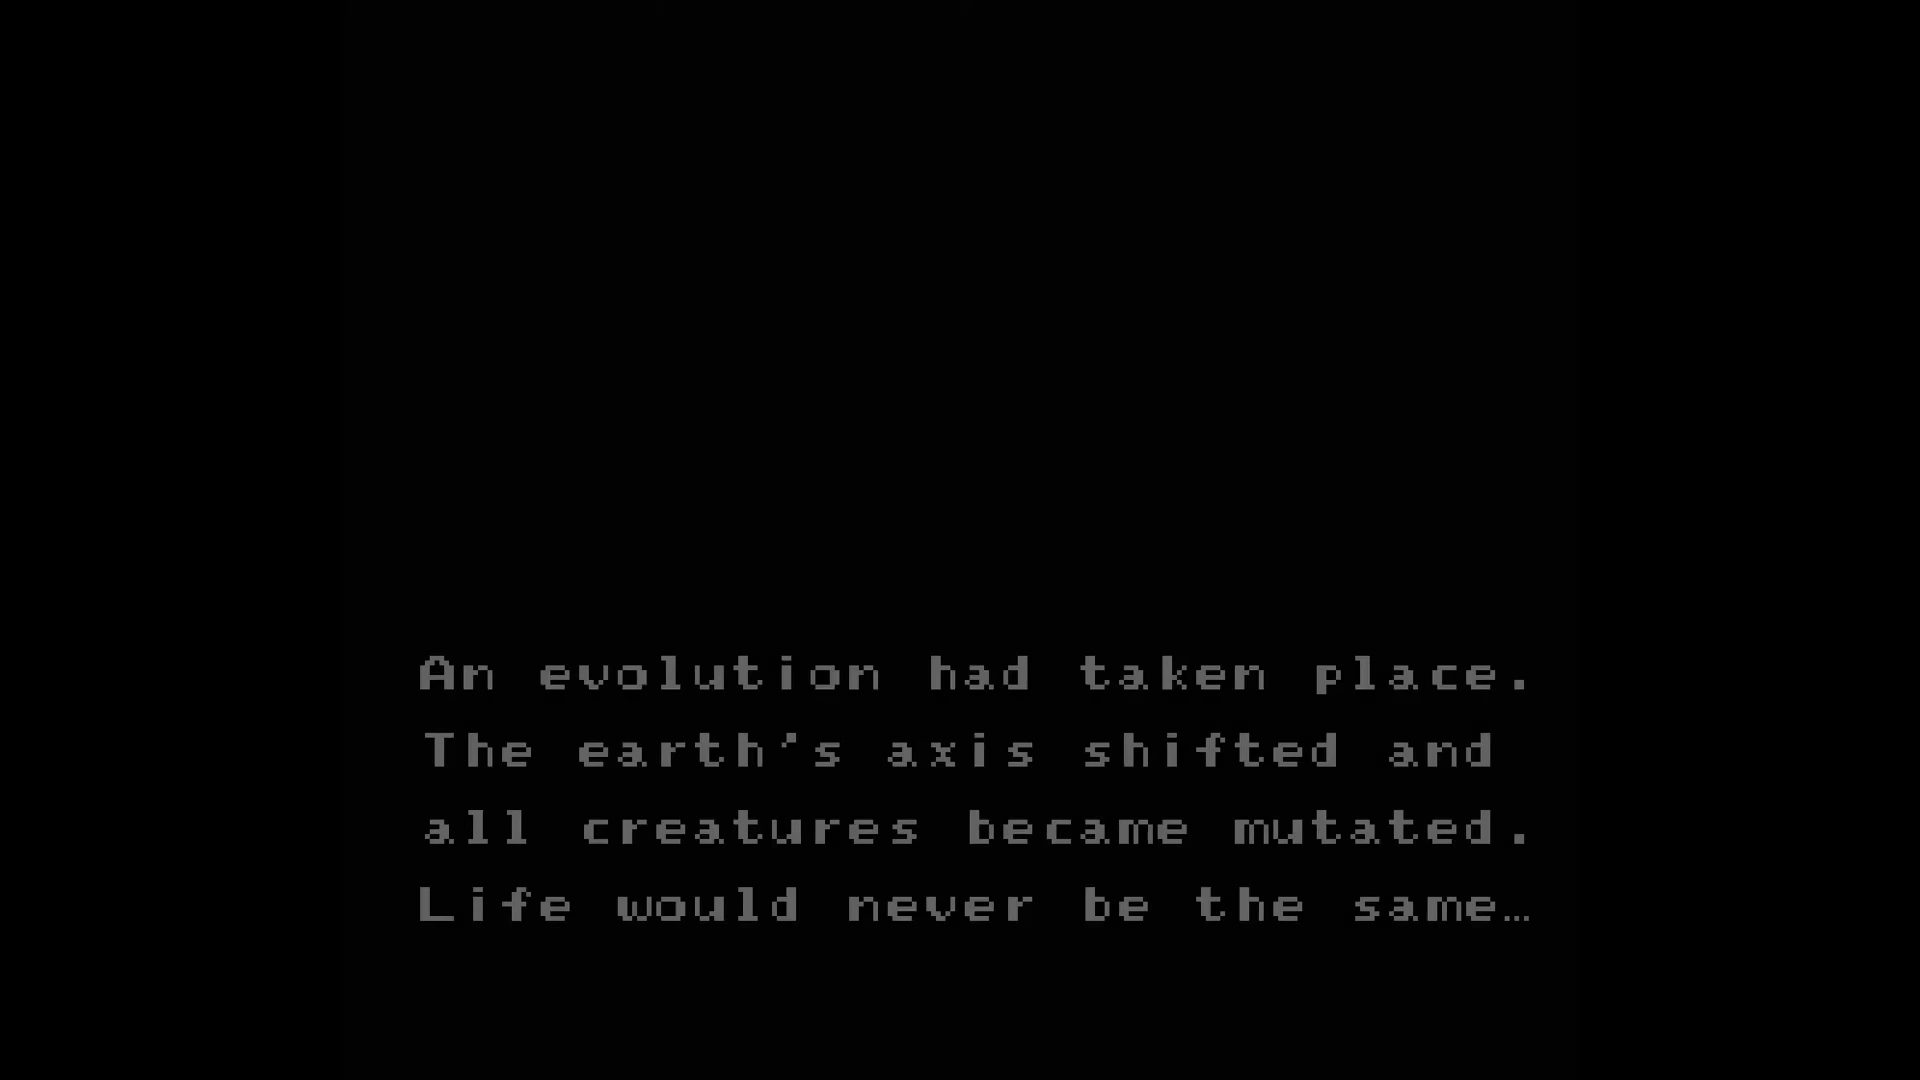 An evolution had taken place.
The earth's axis shifted and
all creatures became mutated.
Life would never be the same…